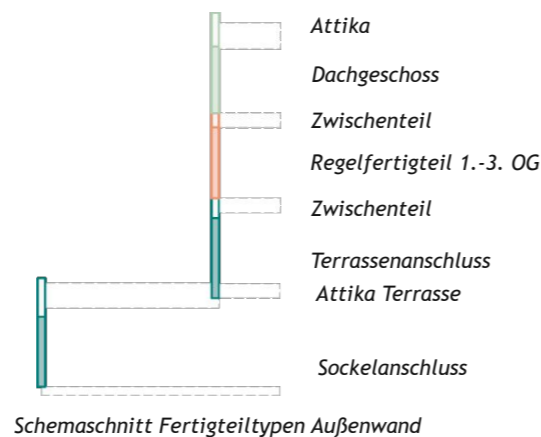 Attika
Dachgeschoss
Zwischenteil
Regelfertigteil 1.-3. OG
Zwischenteil
Terrassenanschluss
Attika Terrasse
Sockelanschluss
Schemaschnitt Fertigteiltypen Außenwand